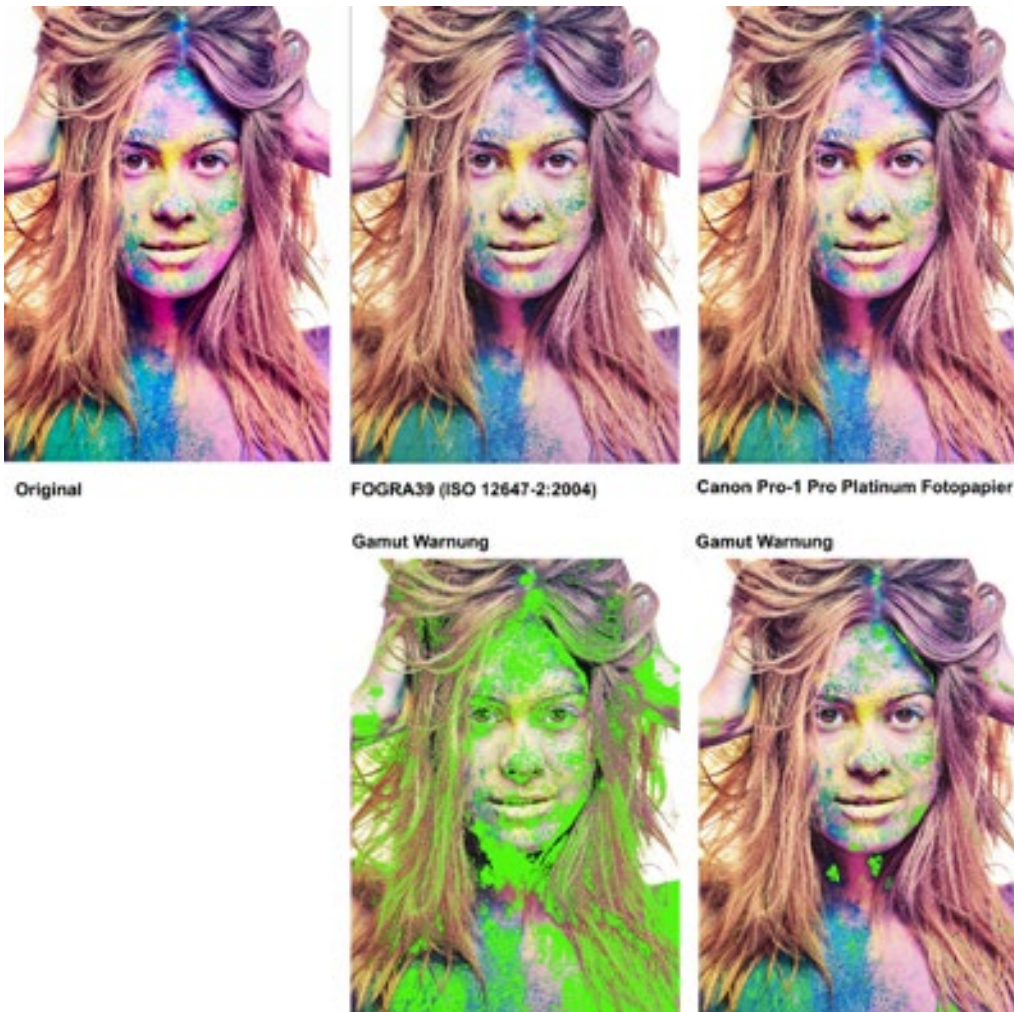 Original
FOGRA39 (ISO 12647-2:2004)
Canon Pro-1 Pro Platinum Fotopapier
Gamut Warnung
Gamut Warnung